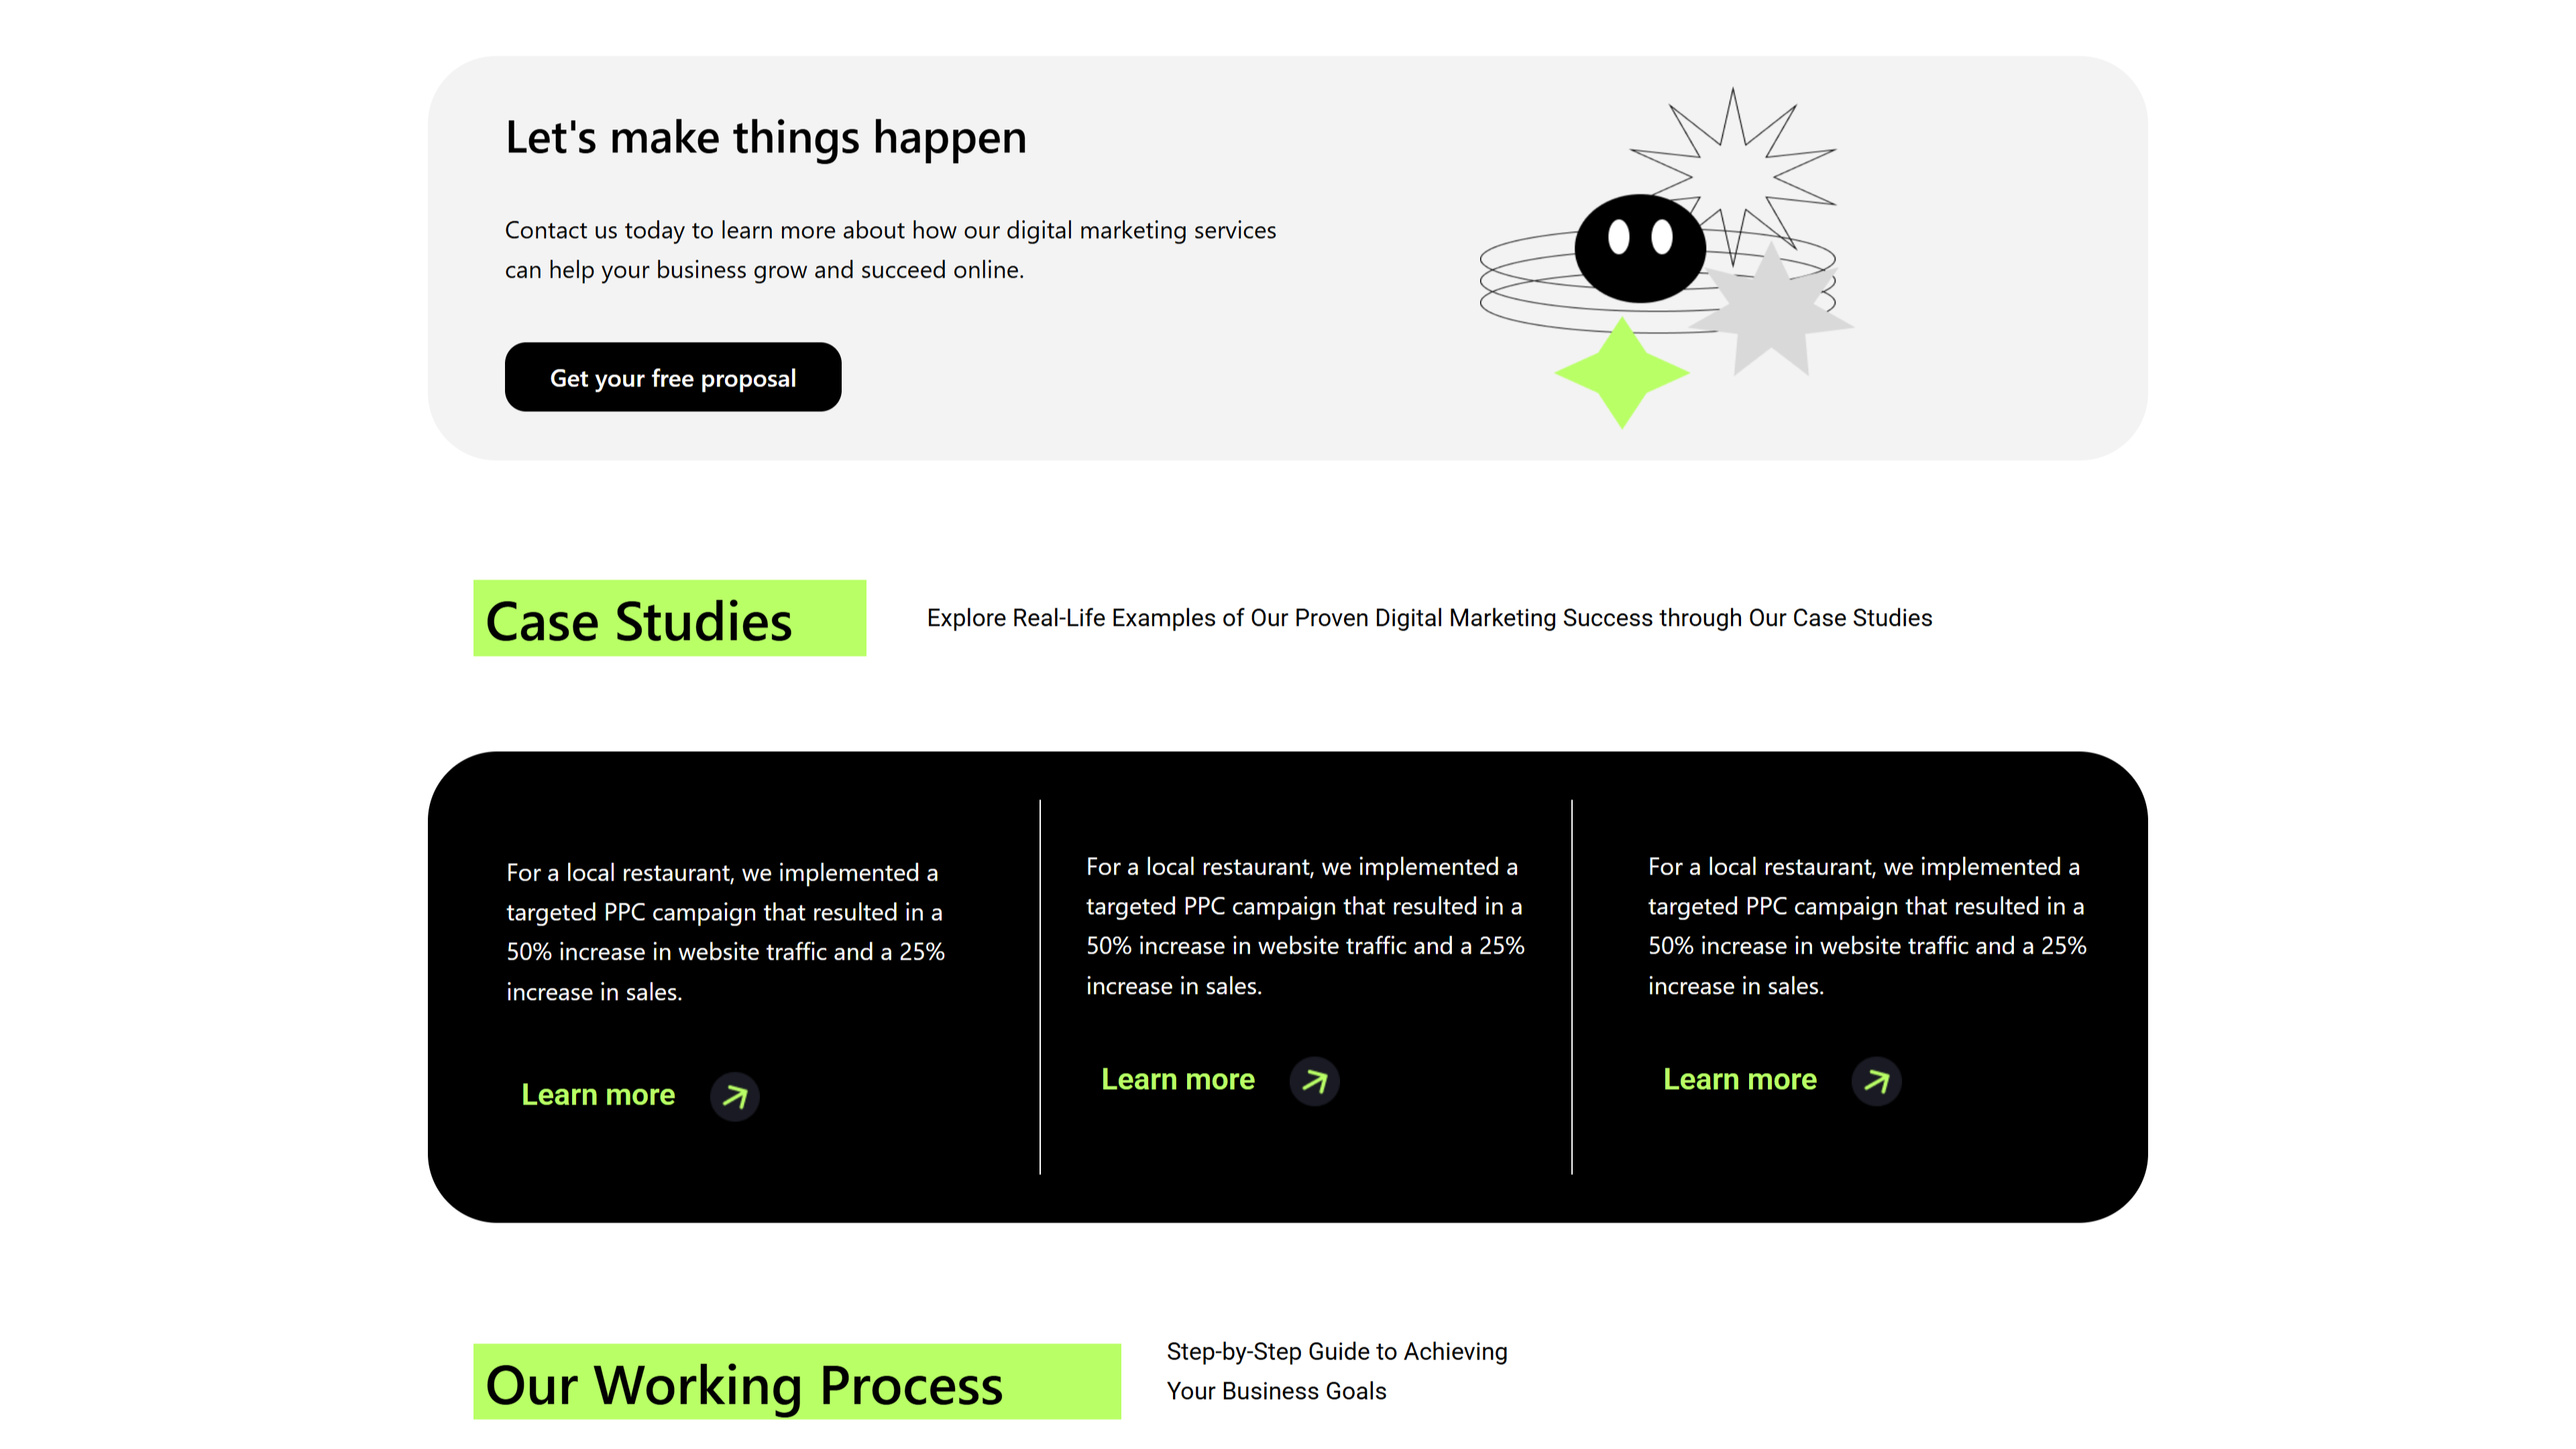 Let's make things happen
Contact us today to learn more about how our digital marketing services
can help your business grow and succeed online.
Get your free proposal
Case Studies
Explore Real-Life Examples of Our Proven Digital Marketing Success through Our Case Studies
For a local restaurant, we implemented a
targeted PPC campaign that resulted in a
50% increase in website traffic and a 25%
increase in sales.
Learn more
For a local restaurant, we implemented a
targeted PPC campaign that resulted in a
50% increase in website traffic and a 25%
increase in sales.
Learn more
For a local restaurant, we implemented a
targeted PPC campaign that resulted in a
50% increase in website traffic and a 25%
increase in sales.
Learn more
Our Working Process
Step-by-Step Guide to Achieving
Your Business Goals